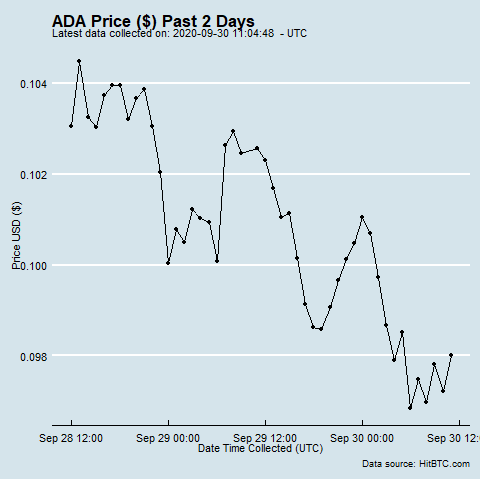 ADA Price ($) Past 2 Days
Latest data collected on: 2020-09-30 11:04:48 - UTC
0.104
0.102
0.100
0.098
Price USD ($)
Sep 28 12:00 Sep 29 00:00 Sep 29 12:00 Sep 30 00:00 Sep 30 12:
Date Time Collected (UTC)
Data source: HitBTC.com